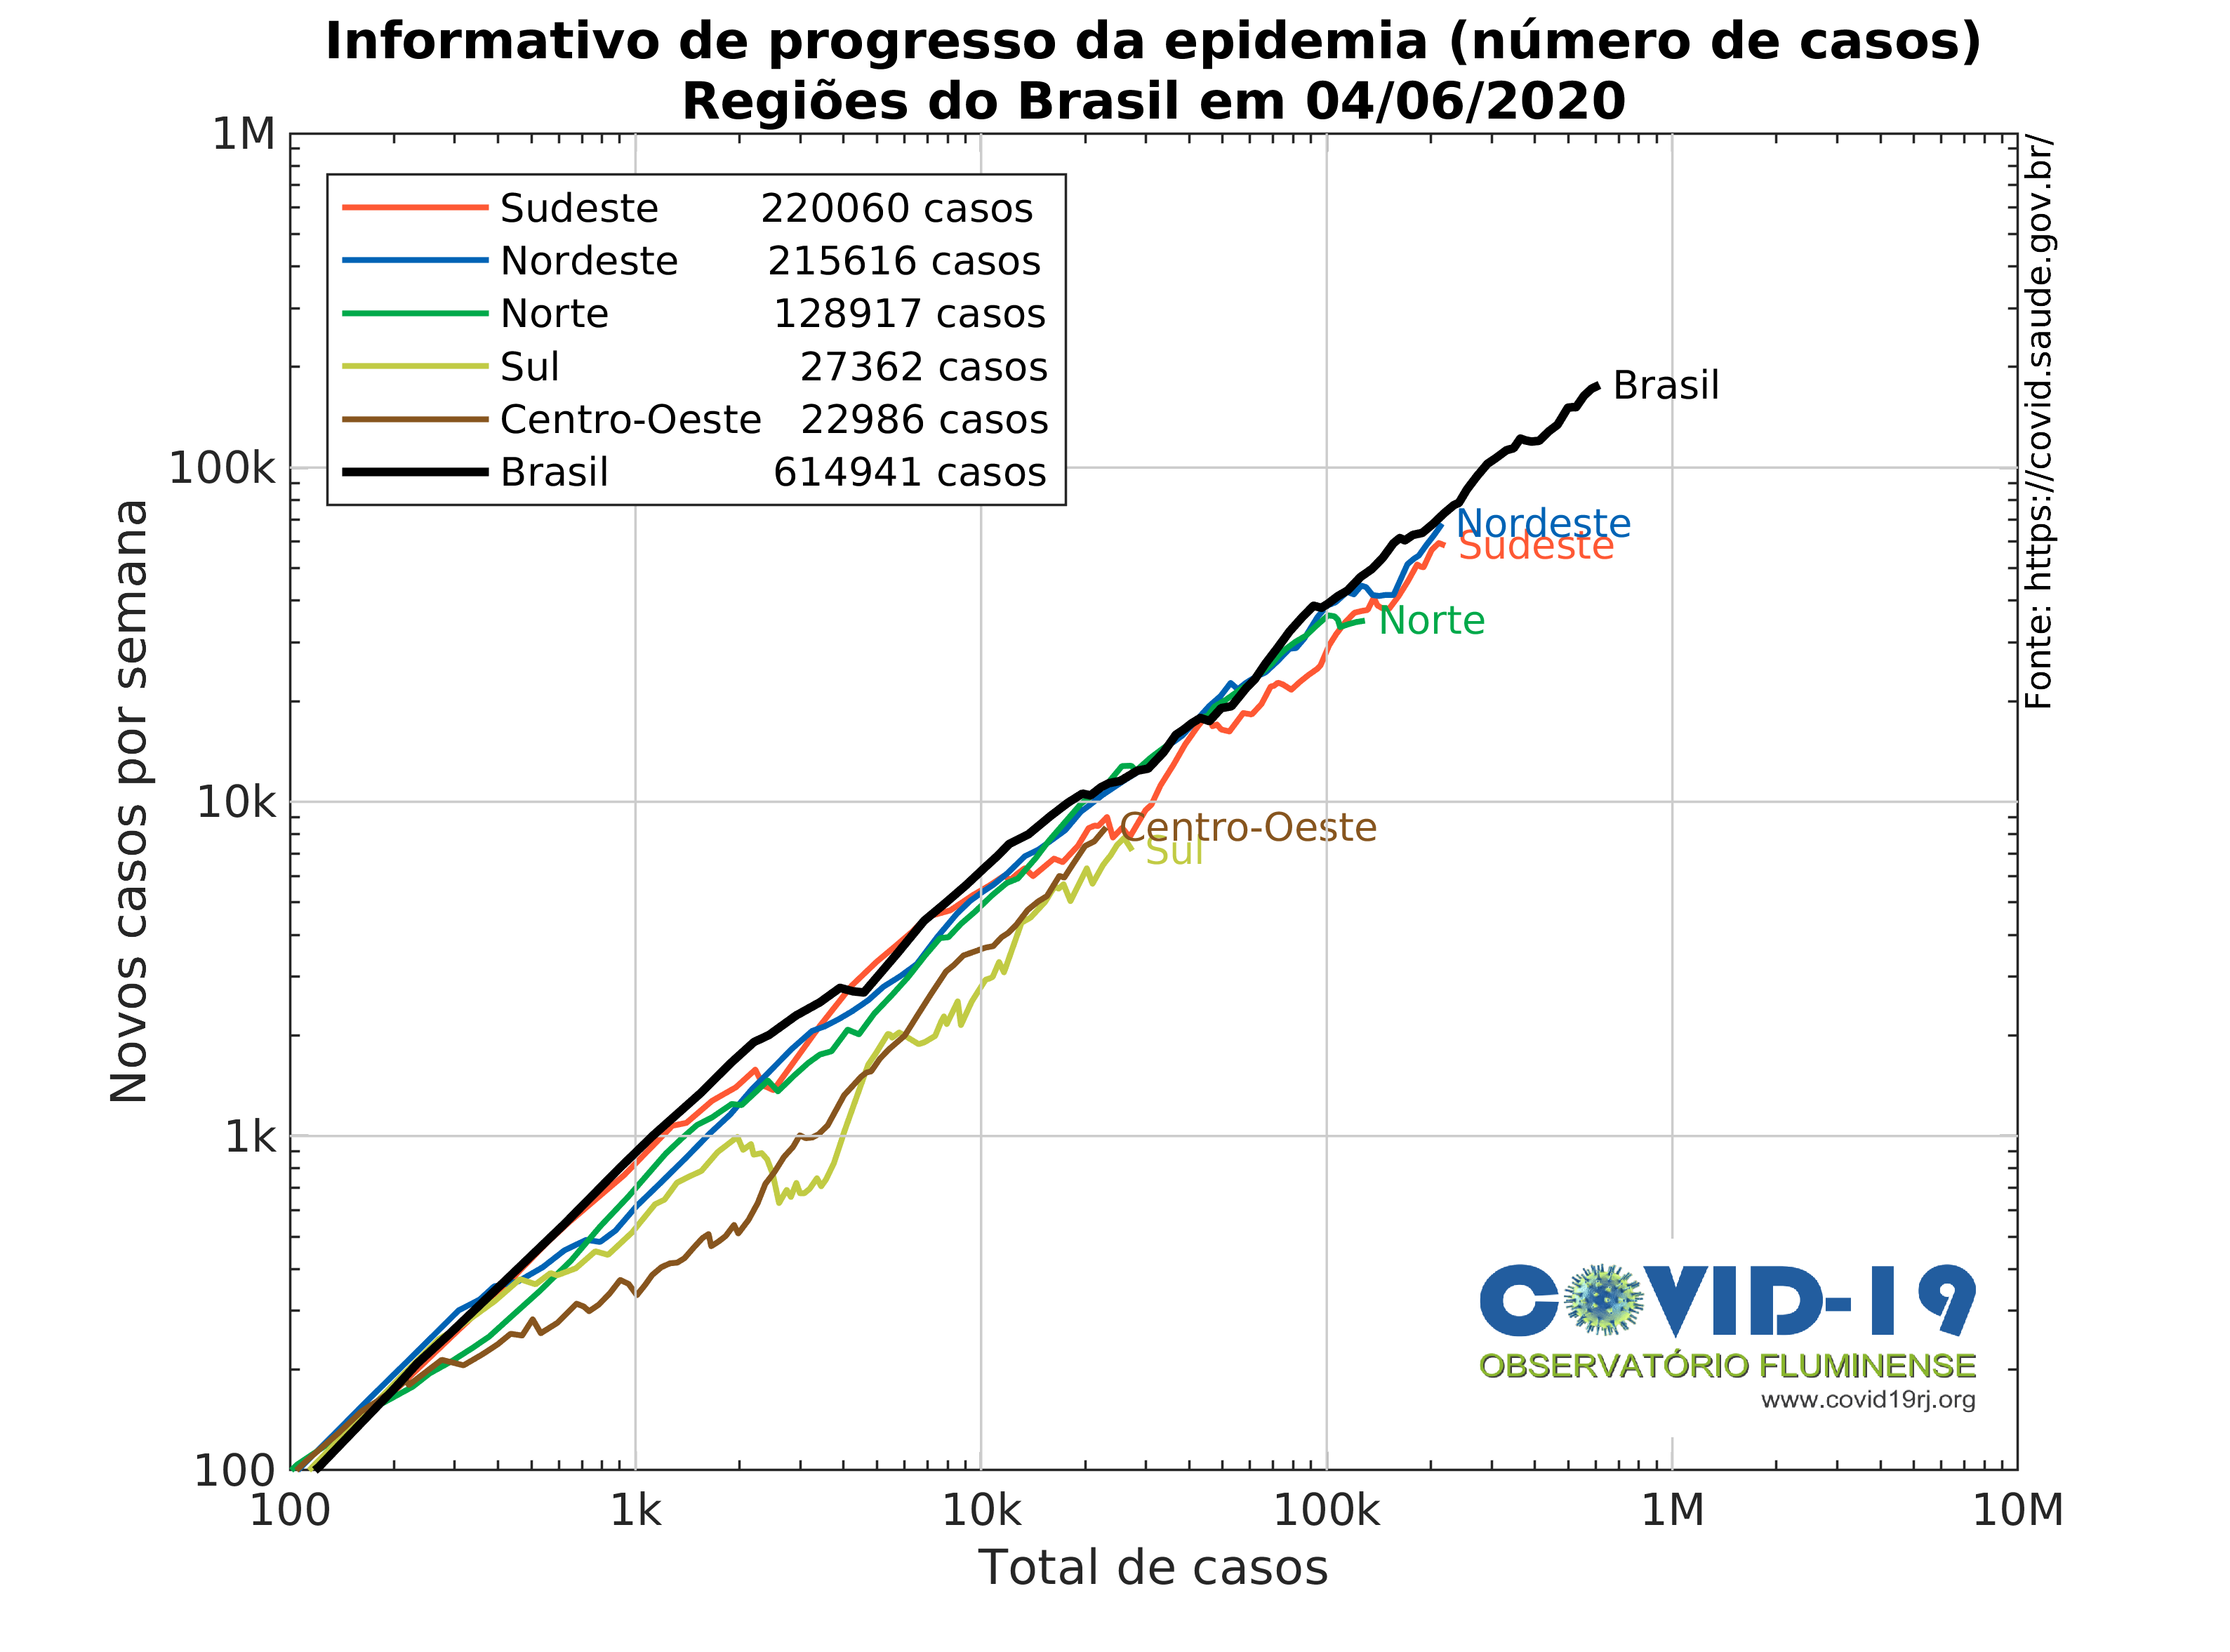 Informativo de progresso da epidemia (número de casos)
Regiões do Brasil em 04/06/2020
1M
100k
10k
1k
100
Novos casos por semana
Sudeste 220060 casos
Nordeste 215616 casos
Norte 128917 casos
Sul 27362 casos
Centro-Oeste 22986 casos
Brasil 614941 casos
Brasil
Nordeste
Sudeste
Norte
Centro-Oeste
Sul
Fonte: https://covid.saude.gov.br/
COVID-19
OBSERVATÓRIO FLUMINENSE
www.covid19rj.org
100 1k 10k 100k 1M 10M
Total de casos